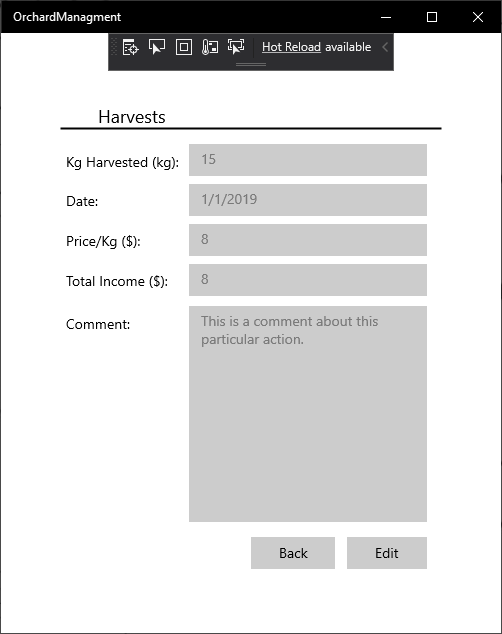 OrchardManagment
Hot Reload available
Harvests
Kg Harvested (kg): 15
Date: 1/1/2019
Price/Kg ($): 8
Total Income ($): 8
Comment: This is a comment about this
particular action.
Back Edit